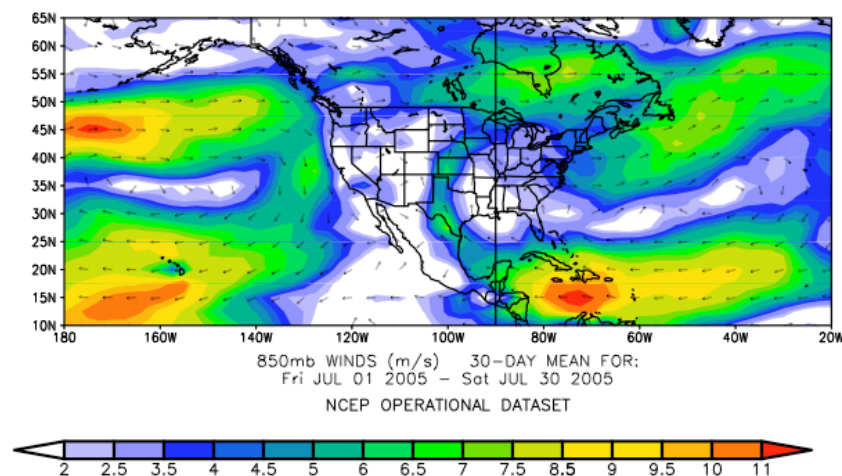 65N
60N
55N
50N
45N
40N
35N
30N
25N
20N
15N
10N
180 160W 140W 120W 100W 80W 60W 40W 20W
850mb WINDS (m/s) 30-DAY MEAN FOR:
Fri JUL 01 2005 – Sat JUL 30 2005
NCEP OPERATIONAL DATASET
2 2.5 3.5 4 4.5 5 6 6.5 7 7.5 8.5 9 9.5 10 11